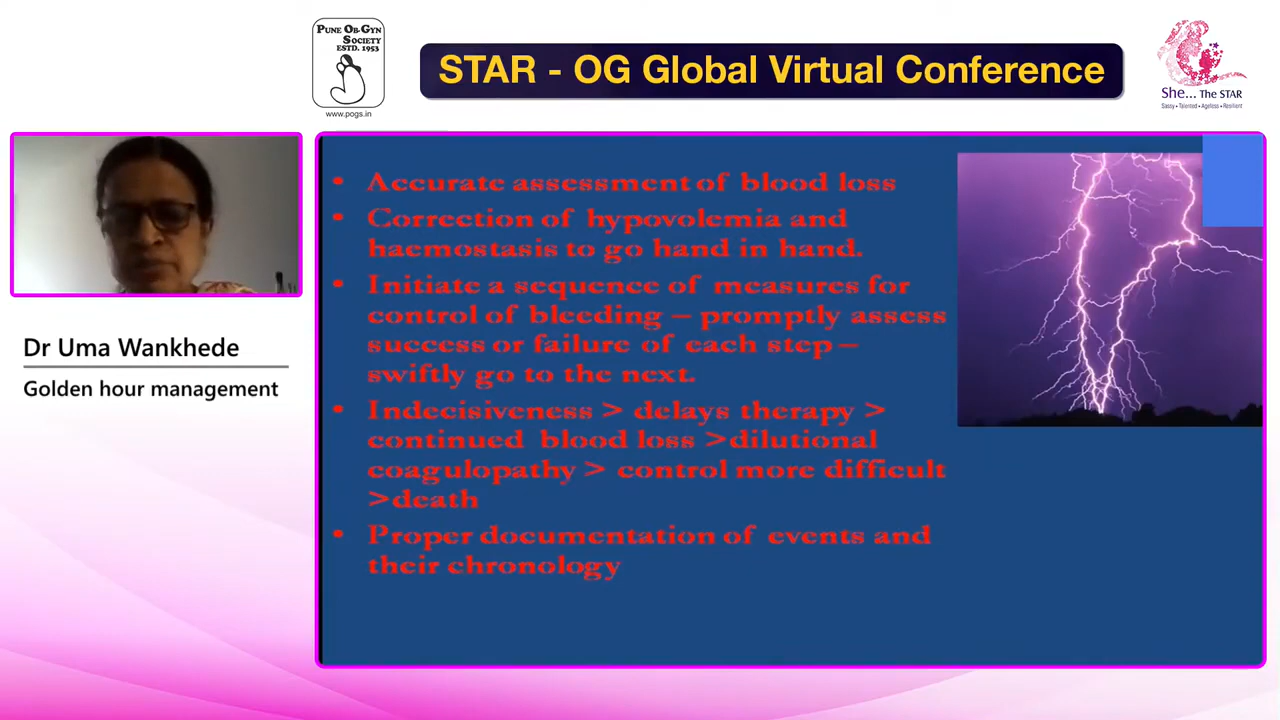 PUNE OB-GYN
SOCIETY
ESTD. 1953
www.pogs.in
STAR - OG Global Virtual Conference
She... The STAR
Sassy • Talented • Ageless • Resilient
Dr Uma Wankhede
Golden hour management
• Accurate assessment of blood loss
• Correction of hypovolemia and
haemostasis to go hand in hand.
• Initiate a sequence of measures for
control of bleeding – promptly assess
success or failure of each step –
swiftly go to the next.
• Indecisiveness > delays therapy >
continued blood loss >dilutional
coagulopathy > control more difficult
>death
• Proper documentation of events and
their chronology